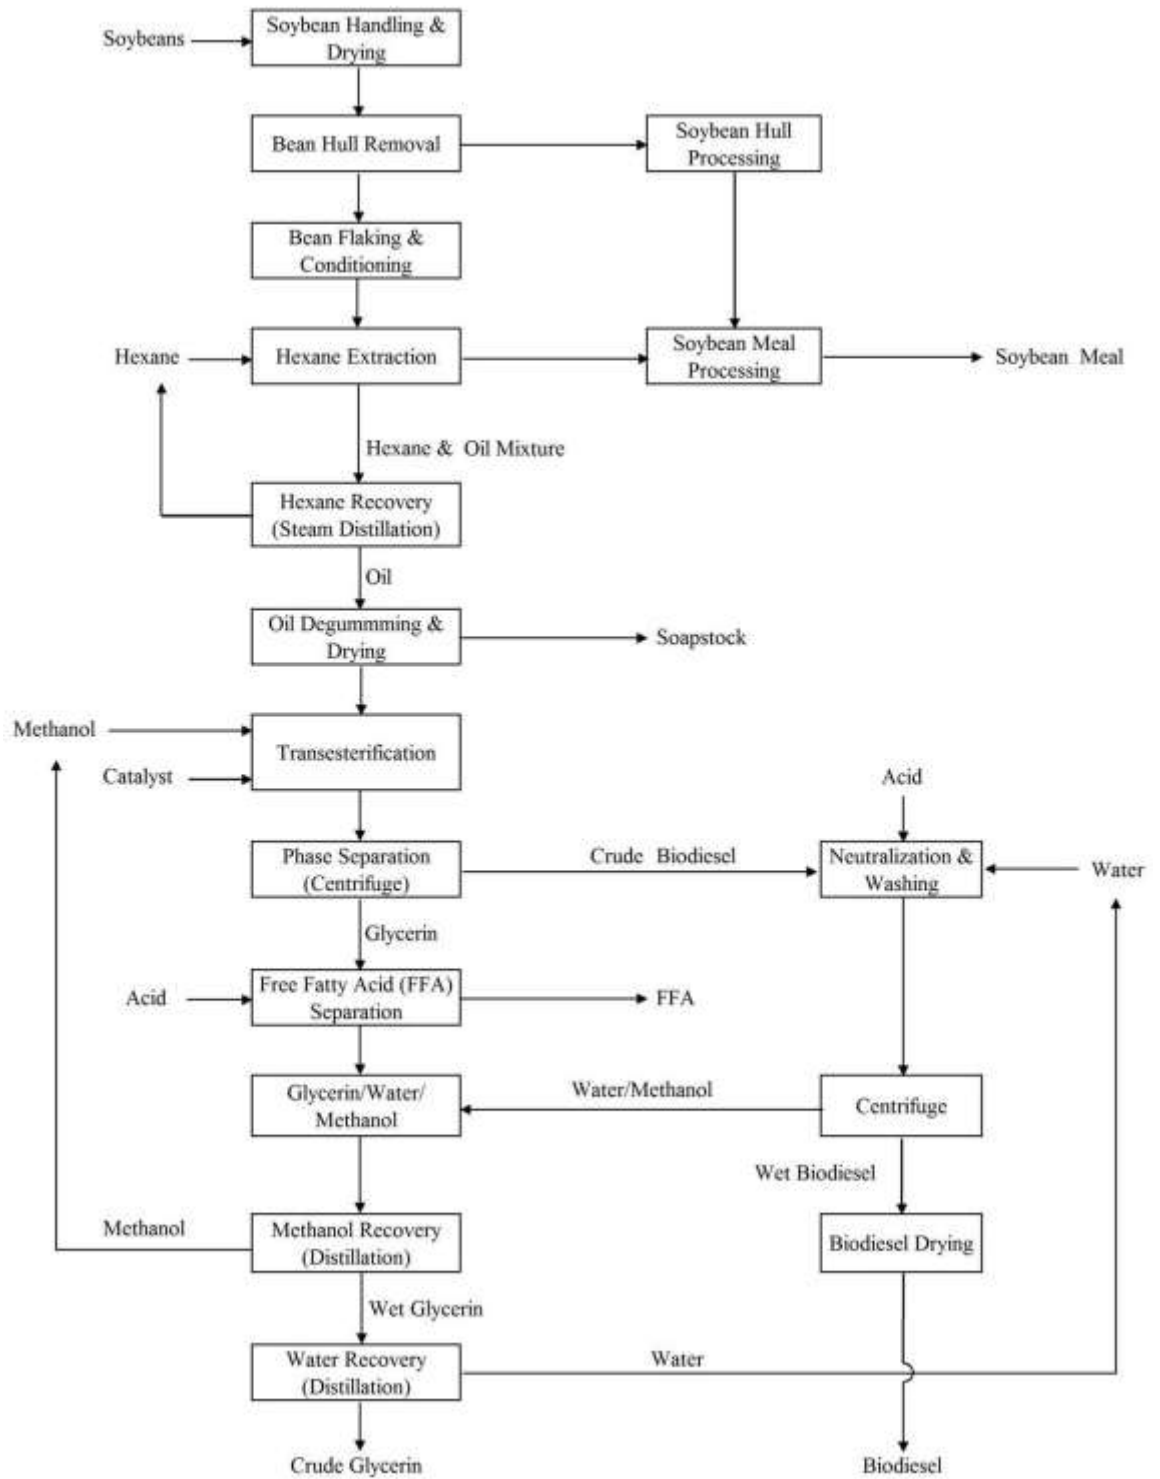 Soybeans
Soybean Handling &
Drying
Bean Hull Removal
Soybean Hull
Processing
Bean Flaking &
Conditioning
Hexane
Hexane Extraction
Soybean Meal
Processing
Soybean Meal
Hexane & Oil Mixture
Hexane Recovery
(Steam Distillation)
Oil
Oil Degummming &
Drying
Soapstock
Methanol
Transesterification
Catalyst
Acid
Phase Separation
(Centrifuge)
Crude Biodiesel
Neutralization &
Washing
Water
Glycerin
Acid
Free Fatty Acid (FFA)
Separation
FFA
Glycerin/Water/
Methanol
Water/Methanol
Centrifuge
Wet Biodiesel
Methanol
Methanol Recovery
(Distillation)
Biodiesel Drying
Wet Glycerin
Water Recovery
(Distillation)
Water
Crude Glycerin
Biodiesel